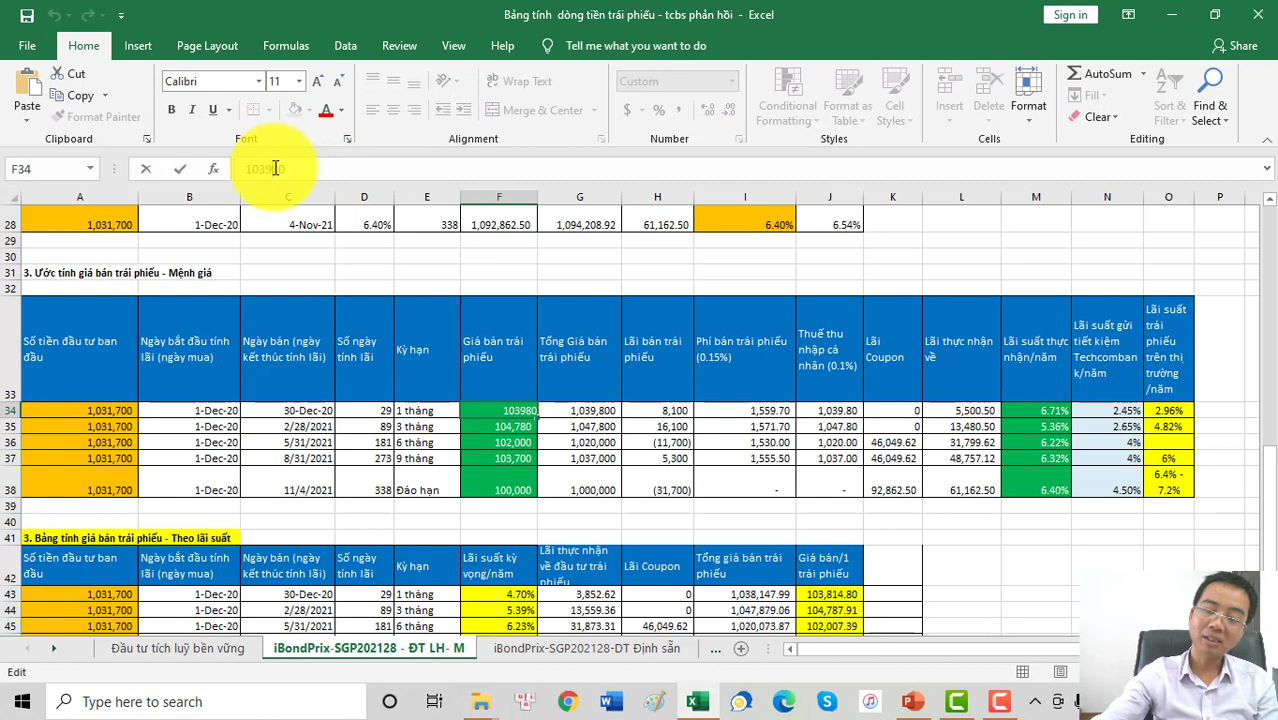 Bảng tính dòng tiền trái phiếu - tcbs phản hồi - Excel
Sign in
File Home Insert Page Layout Formulas Data Review View Help Tell me what you want to do Share
Paste
Cut
Copy
Format Painter
Clipboard
Calibri 11
B I U
Font
Wrap Text
Merge & Center
Alignment
Custom
$ % ,
Number
Conditional Formatting
Format as Table
Cell Styles
Styles
Insert
Delete
Format
Cells
AutoSum
Fill
Clear
Sort & Filter
Find & Select
Editing
F34 fx 103980
A B C D E F G H I J K L M N O P
28 1,031,700 1-Dec-20 4-Nov-21 6.40% 338 1,092,862.50 1,094,208.92 61,162.50 6.40% 6.54%
29
30
31 3. Ước tính giá bán trái phiếu - Mệnh giá
32
33 Số tiền đầu tư ban đầu Ngày bắt đầu tính lãi (ngày mua) Ngày bán (ngày kết thúc tính lãi) Số ngày tính lãi Kỳ hạn Giá bán trái phiếu Tổng Giá bán trái phiếu Lãi bán trái phiếu Phí bán trái phiếu (0.15%) Thuế thu nhập cá nhân (0.1%) Lãi Coupon Lãi thực nhận về Lãi suất thực nhận/năm Lãi suất gửi tiết kiệm Techcombank/năm Lãi suất trái phiếu trên thị trường /năm
34 1,031,700 1-Dec-20 30-Dec-20 29 1 tháng 103980 1,039,800 8,100 1,559.70 1,039.80 0 5,500.50 6.71% 2.45% 2.96%
35 1,031,700 1-Dec-20 2/28/2021 89 3 tháng 104,780 1,047,800 16,100 1,571.70 1,047.80 0 13,480.50 5.36% 2.65% 4.82%
36 1,031,700 1-Dec-20 5/31/2021 181 6 tháng 102,000 1,020,000 (11,700) 1,530.00 1,020.00 46,049.62 31,799.62 6.22% 4%
37 1,031,700 1-Dec-20 8/31/2021 273 9 tháng 103,700 1,037,000 5,300 1,555.50 1,037.00 46,049.62 48,757.12 6.32% 4% 6%
38 1,031,700 1-Dec-20 11/4/2021 338 Đáo hạn 100,000 1,000,000 (31,700) - - 92,862.50 61,162.50 6.40% 4.50% 6.4% - 7.2%
39
40
41 3. Bảng tính giá bán trái phiếu - Theo lãi suất
42 Số tiền đầu tư ban đầu Ngày bắt đầu tính lãi (ngày mua) Ngày bán (ngày kết thúc tính lãi) Số ngày tính lãi Kỳ hạn Lãi suất kỳ vọng/năm Lãi thực nhận về đầu tư trái phiếu Lãi Coupon Tổng giá bán trái phiếu Giá bán/1 trái phiếu
43 1,031,700 1-Dec-20 30-Dec-20 29 1 tháng 4.70% 3,852.62 0 1,038,147.99 103,814.80
44 1,031,700 1-Dec-20 2/28/2021 89 3 tháng 5.39% 13,559.36 0 1,047,879.06 104,787.91
45 1,031,700 1-Dec-20 5/31/2021 181 6 tháng 6.23% 31,873.31 46,049.62 1,020,073.87 102,007.39
Đầu tư tích luỹ bền vững iBondPrix-SGP202128 - ĐT LH- M iBondPrix-SGP202128-DT Định sẵn ...
Edit
Type here to search